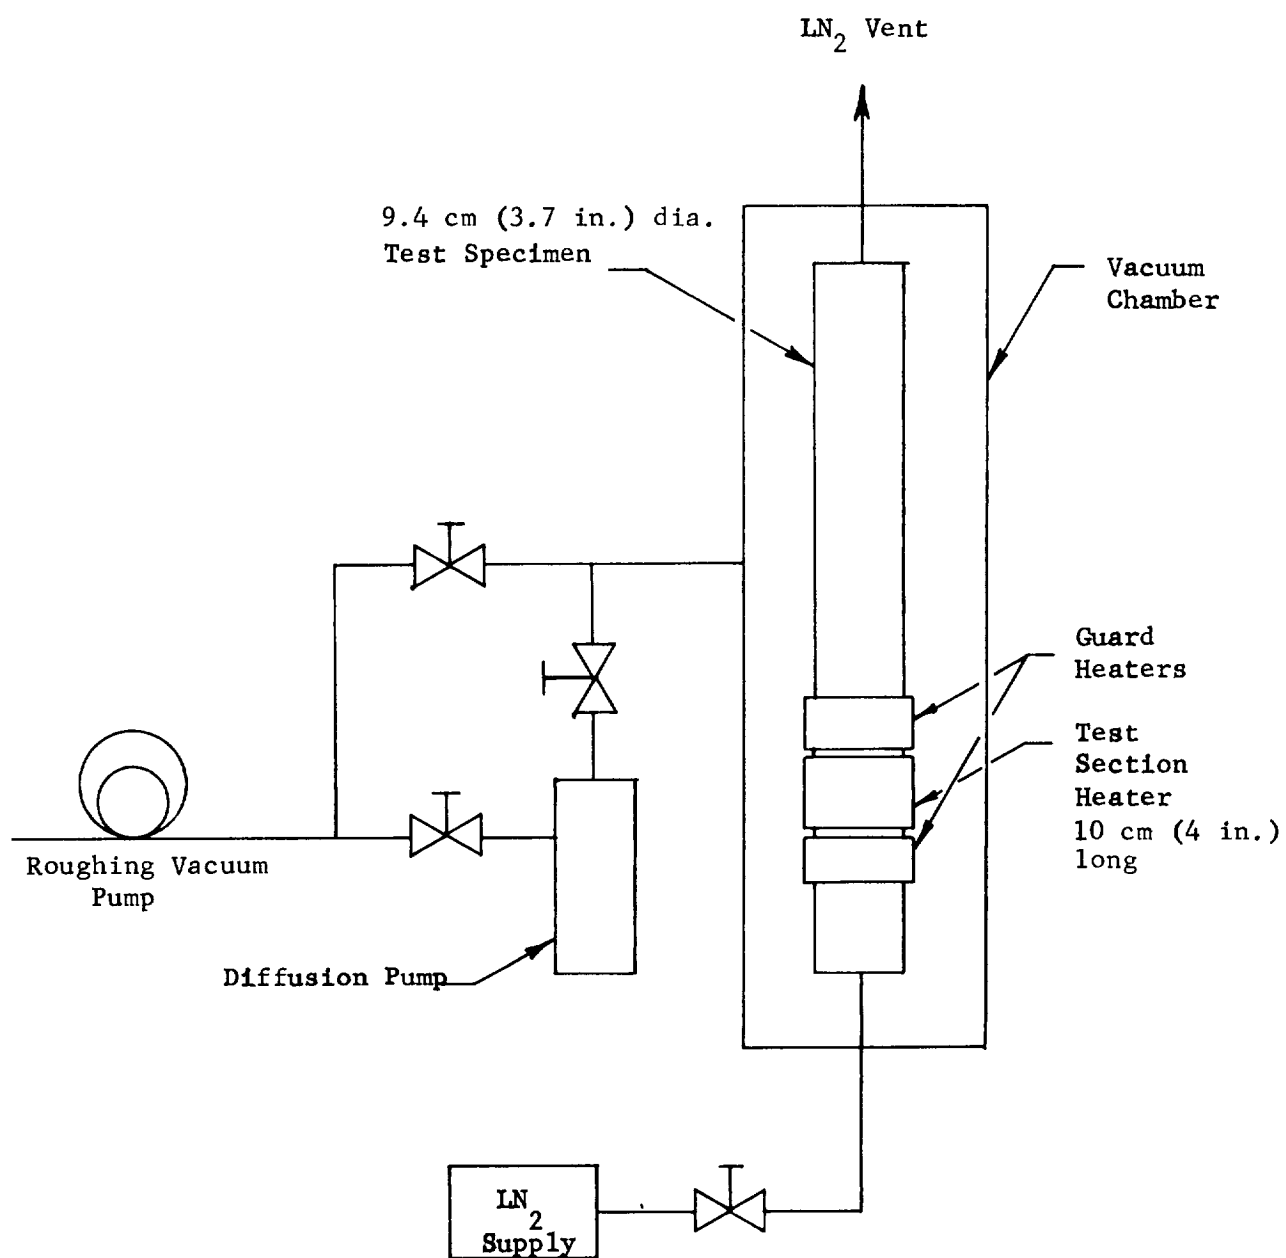 LN2 Vent
9.4 cm (3.7 in.) dia.
Test Specimen
Vacuum
Chamber
Guard
Heaters
Test
Section
Heater
10 cm (4 in.)
long
Roughing Vacuum
Pump
Diffusion Pump
LN2
Supply